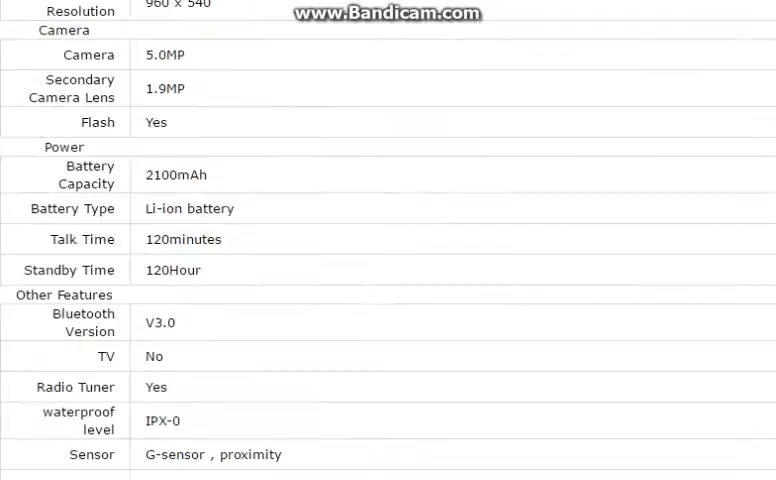 www.Bandicam.com
960 x 540
Resolution
Camera
Camera 5.0MP
Secondary
Camera Lens
1.9MP
Flash Yes
Power
Battery
Capacity
2100mAh
Battery Type Li-ion battery
Talk Time 120minutes
Standby Time 120Hour
Other Features
Bluetooth
Version
V3.0
TV No
Radio Tuner Yes
waterproof
level
IPX-0
Sensor G-sensor , proximity